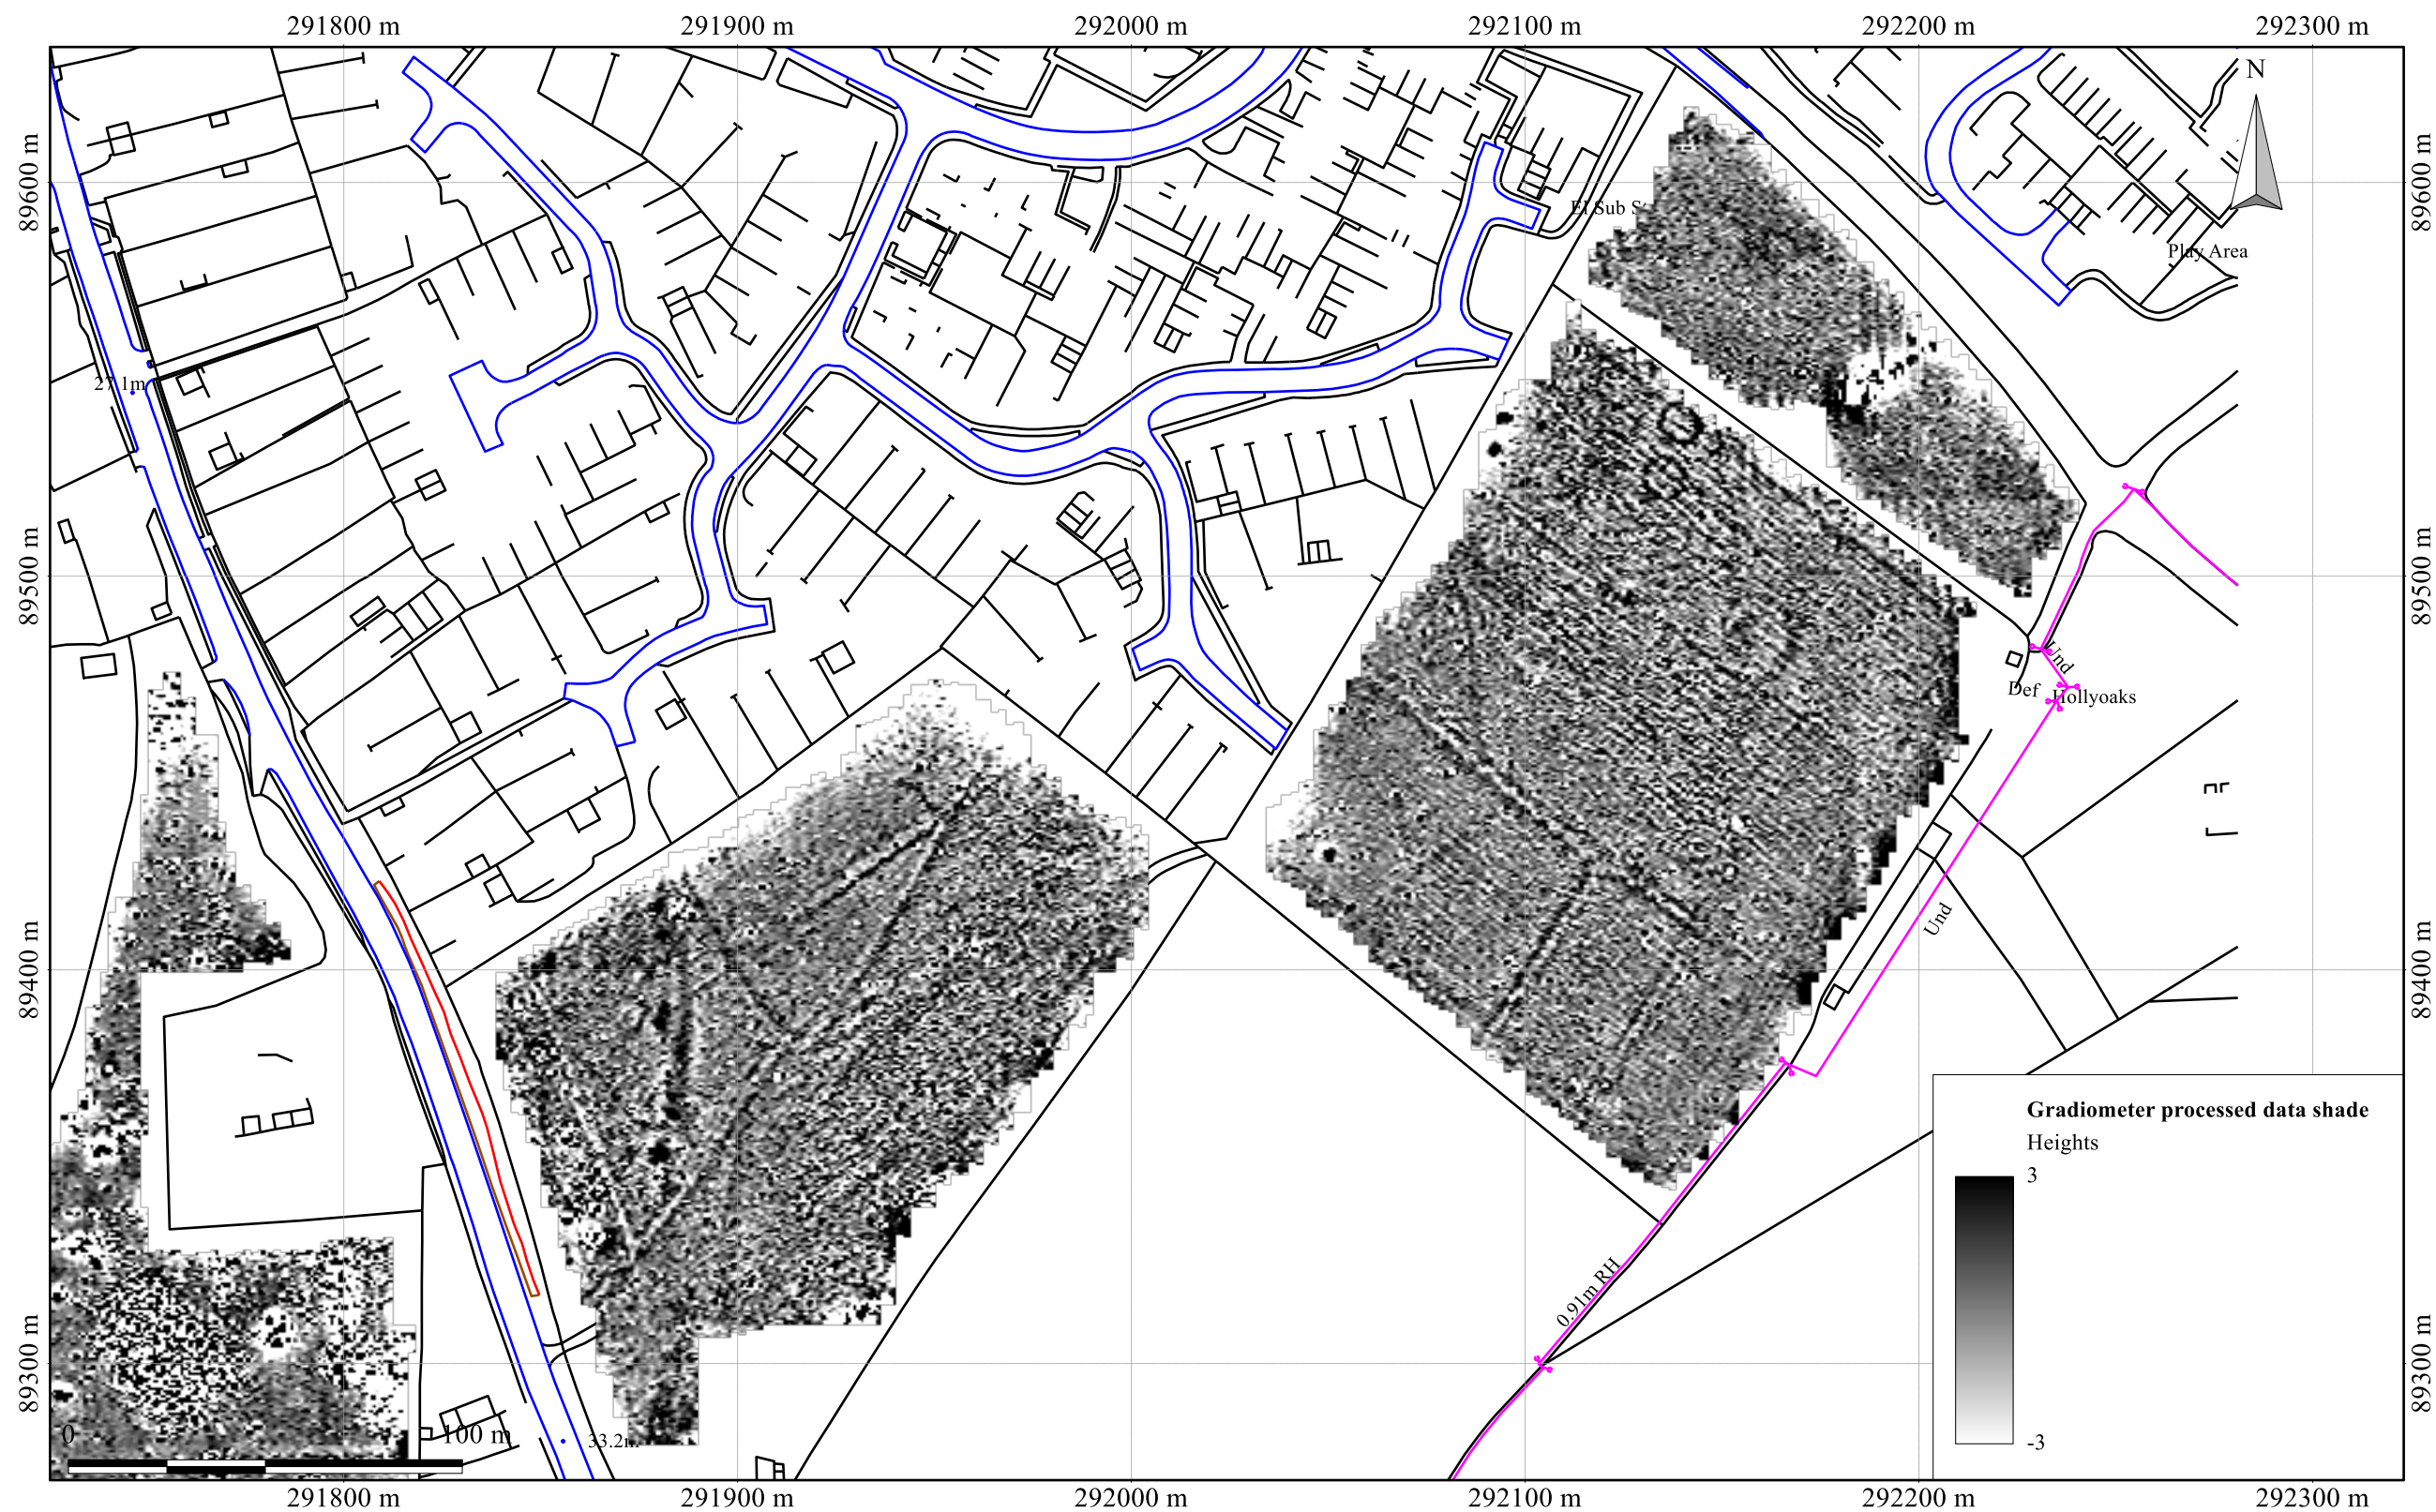 291800 m 291900 m 292000 m 292100 m 292200 m 292300 m
N
89600 m 89600 m
El Sub
Play Area
27.1m
89500 m 89500 m
Und
Def Hollyoaks
Und
89400 m 89400 m
Gradiometer processed data shade
Heights
3
-3
0.91m RH
89300 m 89300 m
0 100 m
33.2m
291800 m 291900 m 292000 m 292100 m 292200 m 292300 m